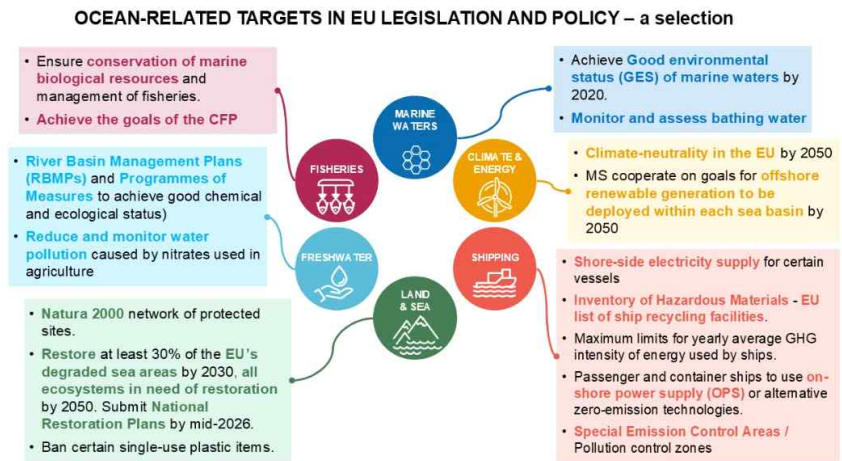 OCEAN-RELATED TARGETS IN EU LEGISLATION AND POLICY – a selection
• Ensure conservation of marine
biological resources and
management of fisheries.
• Achieve the goals of the CFP
• River Basin Management Plans
(RBMPs) and Programmes of
Measures to achieve good chemical
and ecological status)
• Reduce and monitor water
pollution caused by nitrates used in
agriculture
• Natura 2000 network of protected
sites.
• Restore at least 30% of the EU's
degraded sea areas by 2030, all
ecosystems in need of restoration
by 2050. Submit National
Restoration Plans by mid-2026.
• Ban certain single-use plastic items.
MARINE
WATERS
FISHERIES
CLIMATE &
ENERGY
FRESHWATER
SHIPPING
LAND
& SEA
• Achieve Good environmental
status (GES) of marine waters by
2020.
• Monitor and assess bathing water
• Climate-neutrality in the EU by 2050
• MS cooperate on goals for offshore
renewable generation to be
deployed within each sea basin by
2050
• Shore-side electricity supply for certain
vessels
• Inventory of Hazardous Materials - EU
list of ship recycling facilities.
• Maximum limits for yearly average GHG
intensity of energy used by ships.
• Passenger and container ships to use on-
shore power supply (OPS) or alternative
zero-emission technologies.
• Special Emission Control Areas /
Pollution control zones